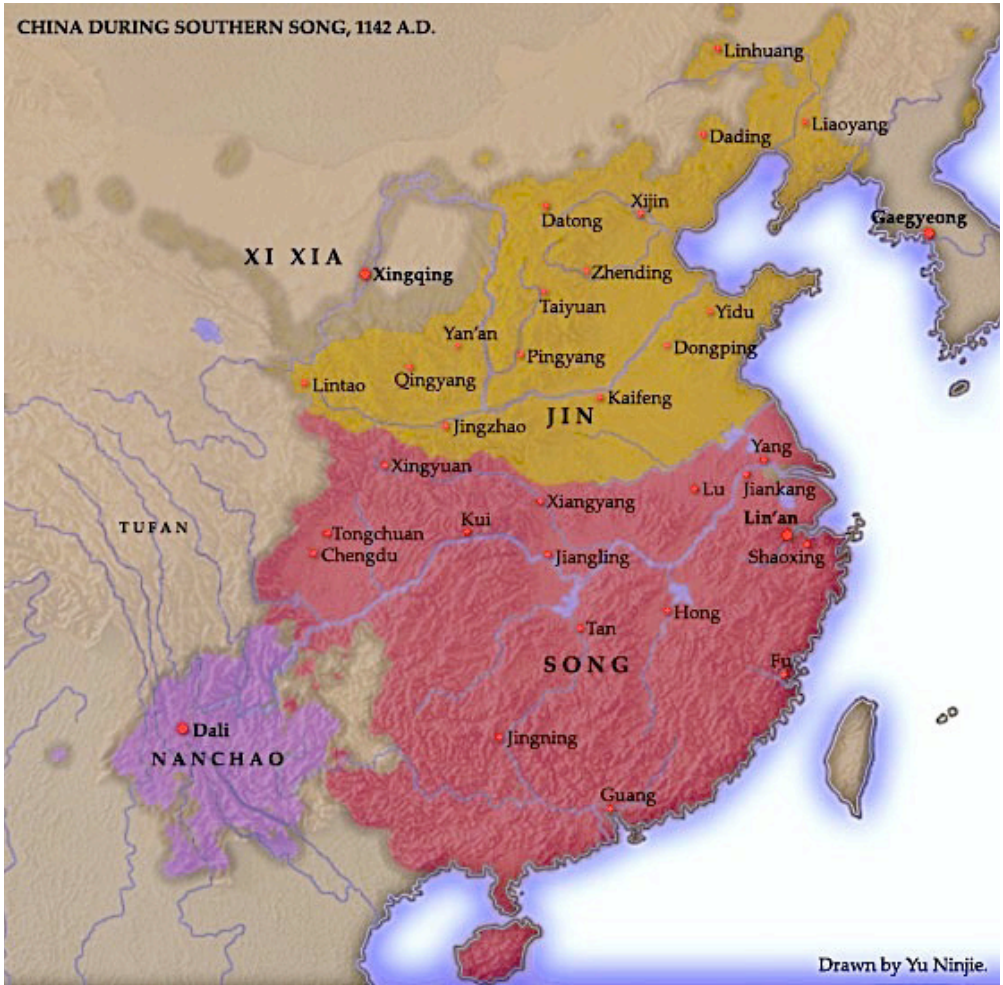 CHINA DURING SOUTHERN SONG, 1142 A.D.
Linhuang
Dading
Liaoyang
Datong
Xijin
Gaegyeong
XI XIA
Xingqing
Zhending
Taiyuan
Yidu
Yan'an
Pingyang
Dongping
Lintao
Qingyang
Kaifeng
JIN
Jingzhao
Yang
Xingyuan
Lu
Jiankang
Xiangyang
Lin'an
TUFAN
Tongchuan
Kui
Chengdu
Jiangling
Shaoxing
Hong
Tan
SONG
Fu
Dali
Jingning
NANCHAO
Guang
Drawn by Yu Ninjie.